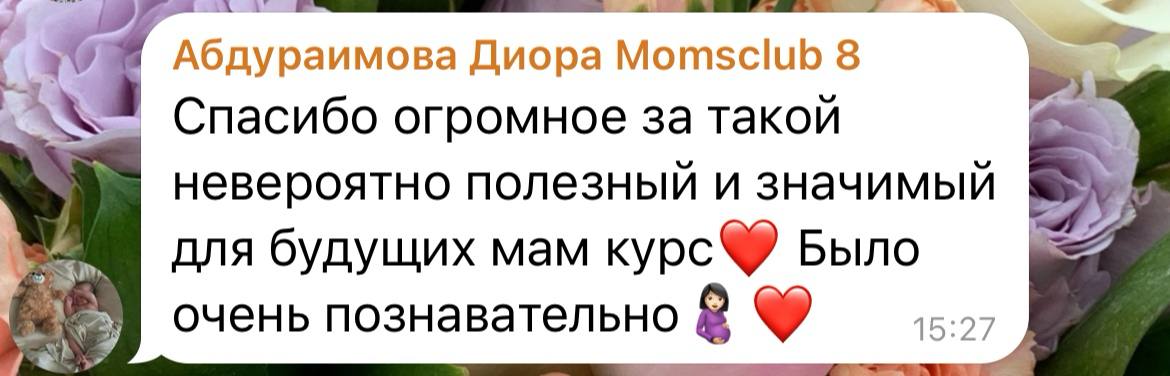 Абдураимова Диора Momsclub 8
Спасибо огромное за такой
невероятно полезный и значимый
для будущих мам курс❤️ Было
очень познавательно🤰🏻❤️
15:27